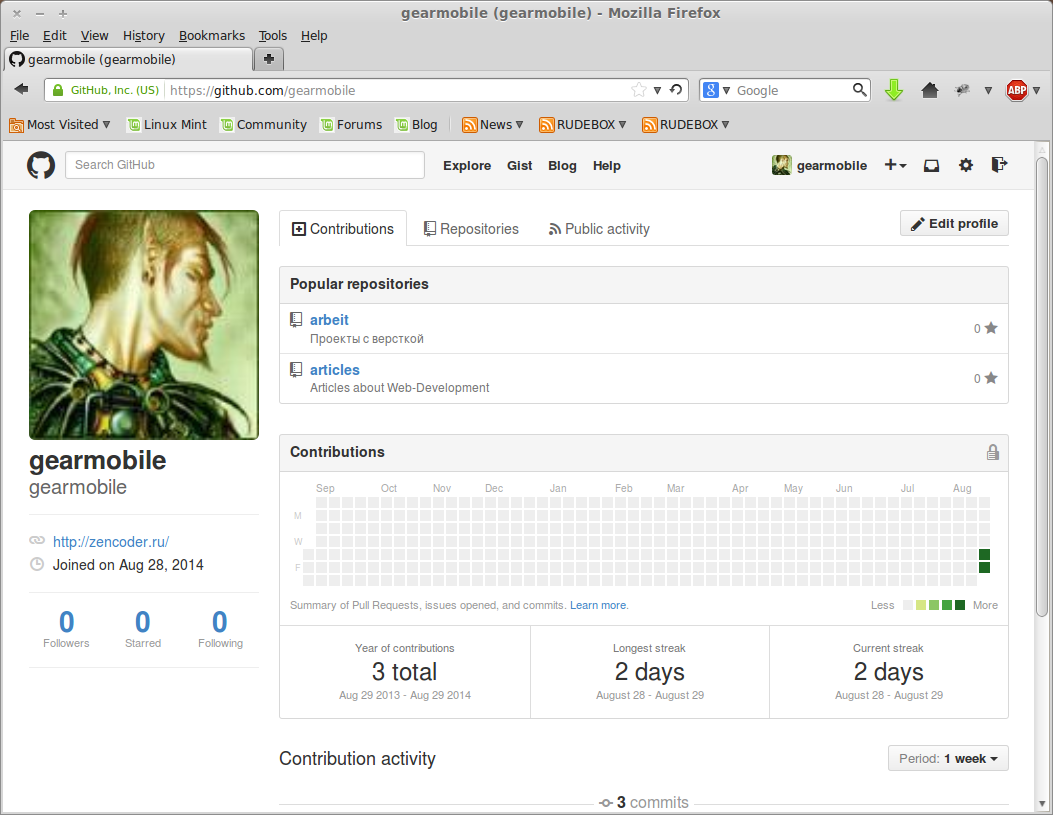 gearmobile (gearmobile) - Mozilla Firefox
File Edit View History Bookmarks Tools Help
gearmobile (gearmobile)
GitHub, Inc. (US) https://github.com/gearmobile
8 Google
ABP
Most Visited Linux Mint Community Forums Blog News RUDEBOX RUDEBOX
Search GitHub Explore Gist Blog Help gearmobile
Contributions Repositories Public activity Edit profile
Popular repositories
arbeit
Проекты с версткой
0
articles
Articles about Web-Development
0
gearmobile
gearmobile
http://zencoder.ru/
Joined on Aug 28, 2014
0 0 0
Followers Starred Following
Contributions
Sep Oct Nov Dec Jan Feb Mar Apr May Jun Jul Aug
M
W
F
Summary of Pull Requests, issues opened, and commits. Learn more. Less More
Year of contributions
3 total
Aug 29 2013 - Aug 29 2014
Longest streak
2 days
August 28 - August 29
Current streak
2 days
August 28 - August 29
Contribution activity Period: 1 week
3 commits